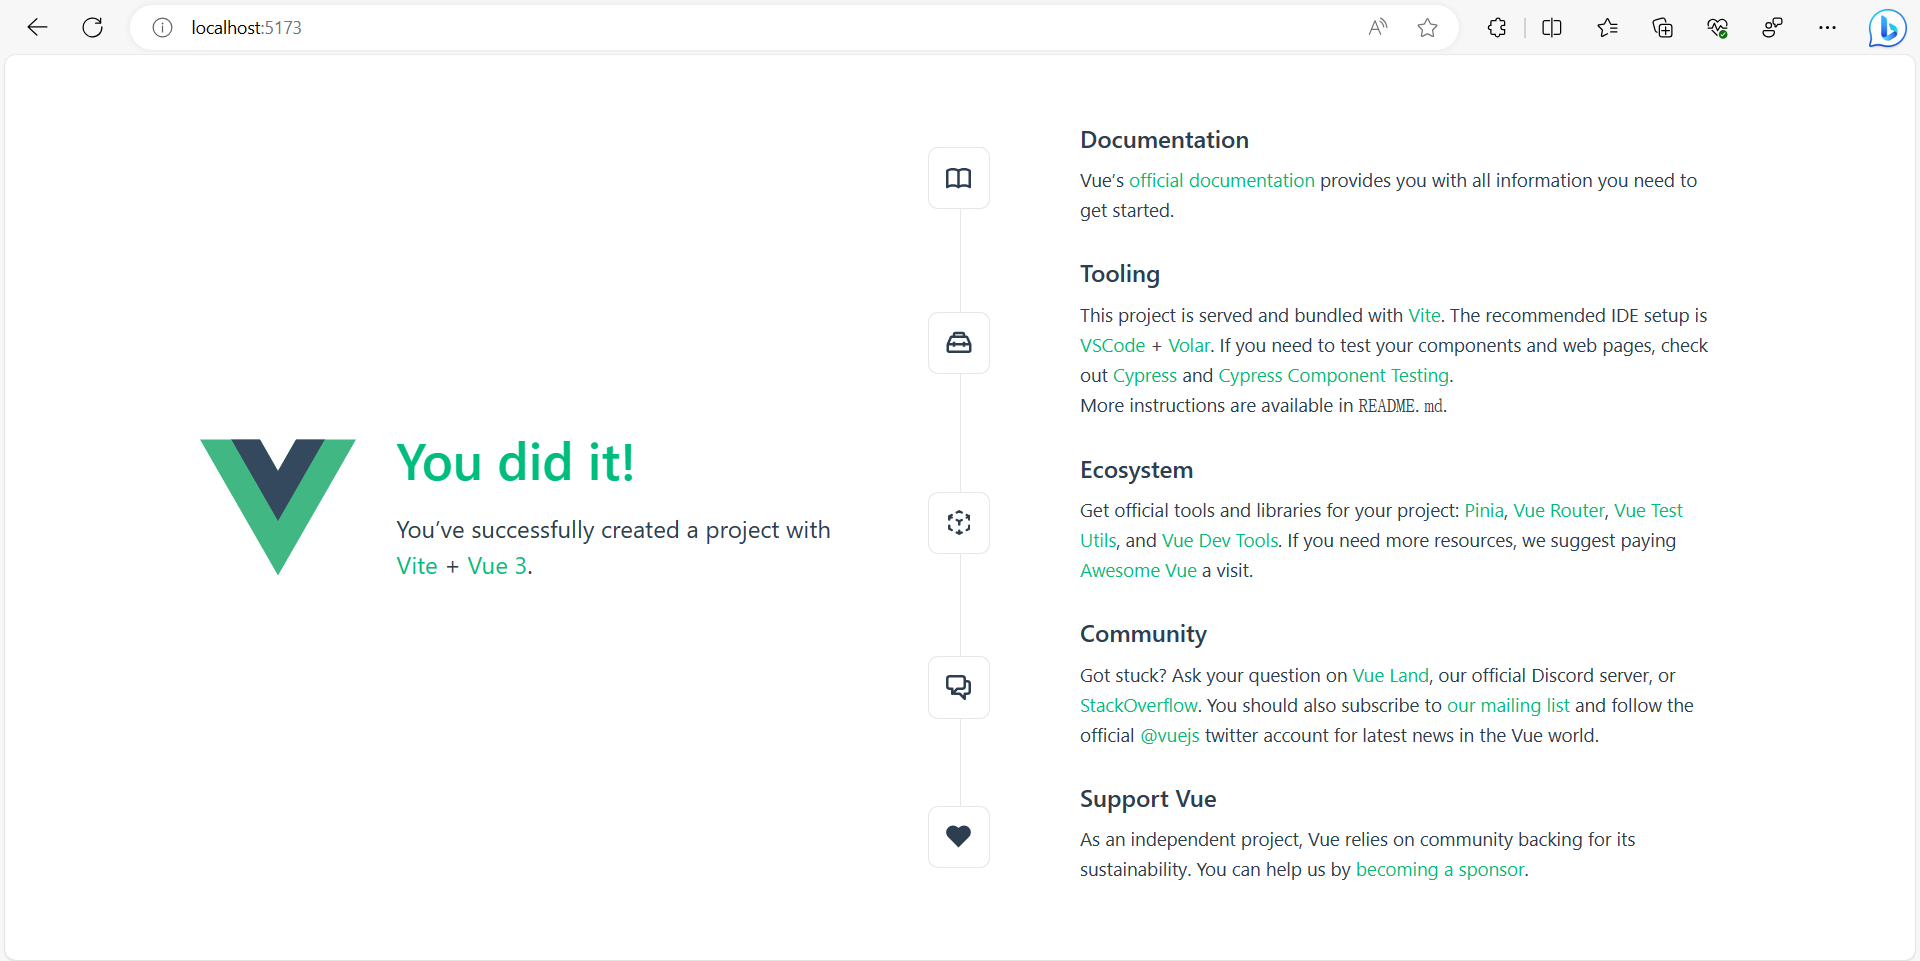 localhost:5173
You did it!
You’ve successfully created a project with
Vite + Vue 3.
Documentation
Vue’s official documentation provides you with all information you need to
get started.
Tooling
This project is served and bundled with Vite. The recommended IDE setup is
VSCode + Volar. If you need to test your components and web pages, check
out Cypress and Cypress Component Testing.
More instructions are available in README.md.
Ecosystem
Get official tools and libraries for your project: Pinia, Vue Router, Vue Test
Utils, and Vue Dev Tools. If you need more resources, we suggest paying
Awesome Vue a visit.
Community
Got stuck? Ask your question on Vue Land, our official Discord server, or
StackOverflow. You should also subscribe to our mailing list and follow the
official @vuejs twitter account for latest news in the Vue world.
Support Vue
As an independent project, Vue relies on community backing for its
sustainability. You can help us by becoming a sponsor.